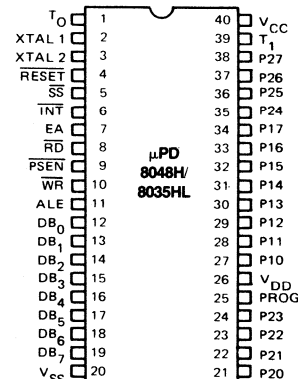 T0 1 40 VCC
XTAL 1 2 39 T1
XTAL 2 3 38 P27
RESET 4 37 P26
SS 5 36 P25
INT 6 35 P24
EA 7 34 P17
RD 8 33 P16
PSEN 9 32 P15
WR 10 31 P14
ALE 11 30 P13
DB0 12 29 P12
DB1 13 28 P11
DB2 14 27 P10
DB3 15 26 VDD
DB4 16 25 PROG
DB5 17 24 P23
DB6 18 23 P22
DB7 19 22 P21
VSS 20 21 P20
μPD
8048H/
8035HL